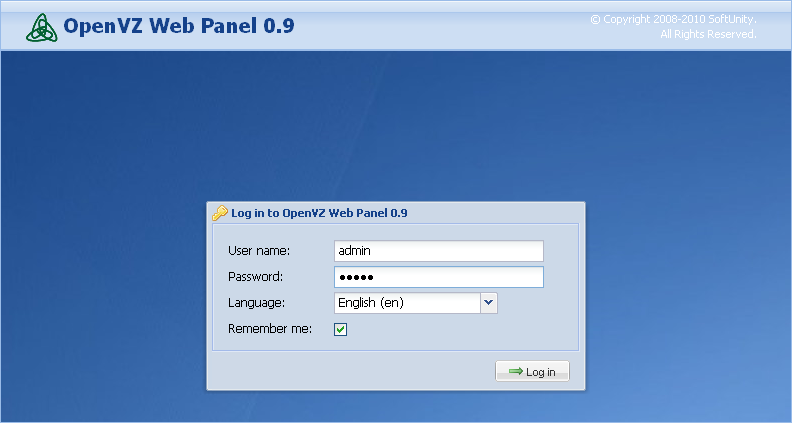 OpenVZ Web Panel 0.9
© Copyright 2008-2010 SoftUnity.
All Rights Reserved.
Log in to OpenVZ Web Panel 0.9
User name: admin
Password: •••••
Language: English (en)
Remember me:
Log in